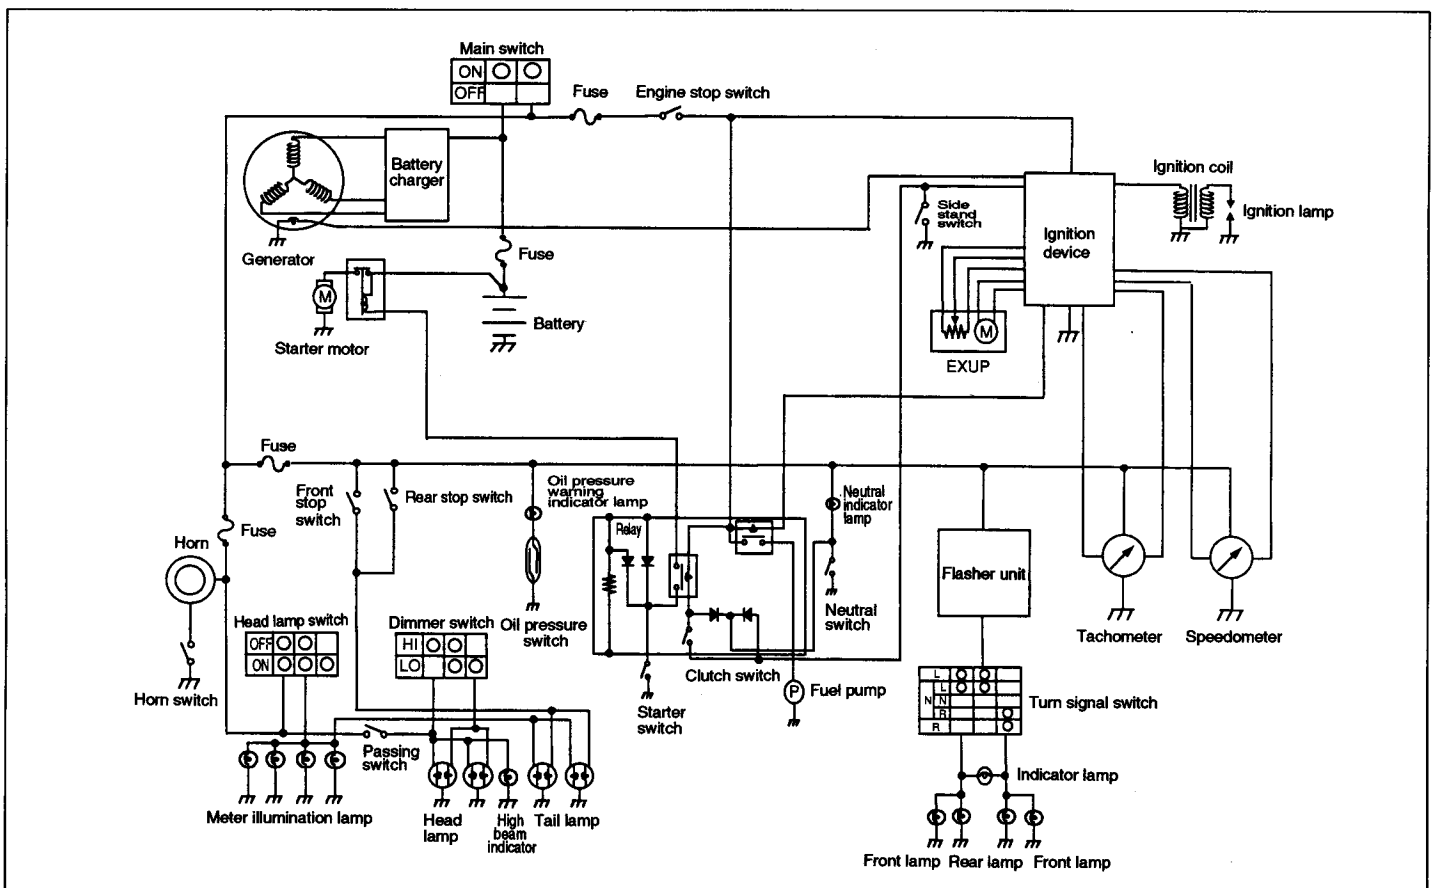 Main switch
ON
OFF
Fuse
Engine stop switch
Battery
charger
Ignition coil
Side
stand
switch
Ignition lamp
Ignition
device
Generator
Fuse
M
Battery
Starter motor
M
EXUP
Fuse
Front
stop
switch
Rear stop switch
Oil pressure
warning
indicator lamp
Neutral
indicator
lamp
Relay
Fuse
Horn
Flasher unit
Head lamp switch
OFF
ON
Dimmer switch
HI
LO
Oil pressure
switch
Neutral
switch
Tachometer
Speedometer
Horn switch
Clutch switch
P
Fuel pump
Starter
switch
L
L
N
N
R
R
Turn signal switch
Passing
switch
Indicator lamp
Meter illumination lamp
Head
lamp
High
beam
indicator
Tail lamp
Front lamp
Rear lamp
Front lamp